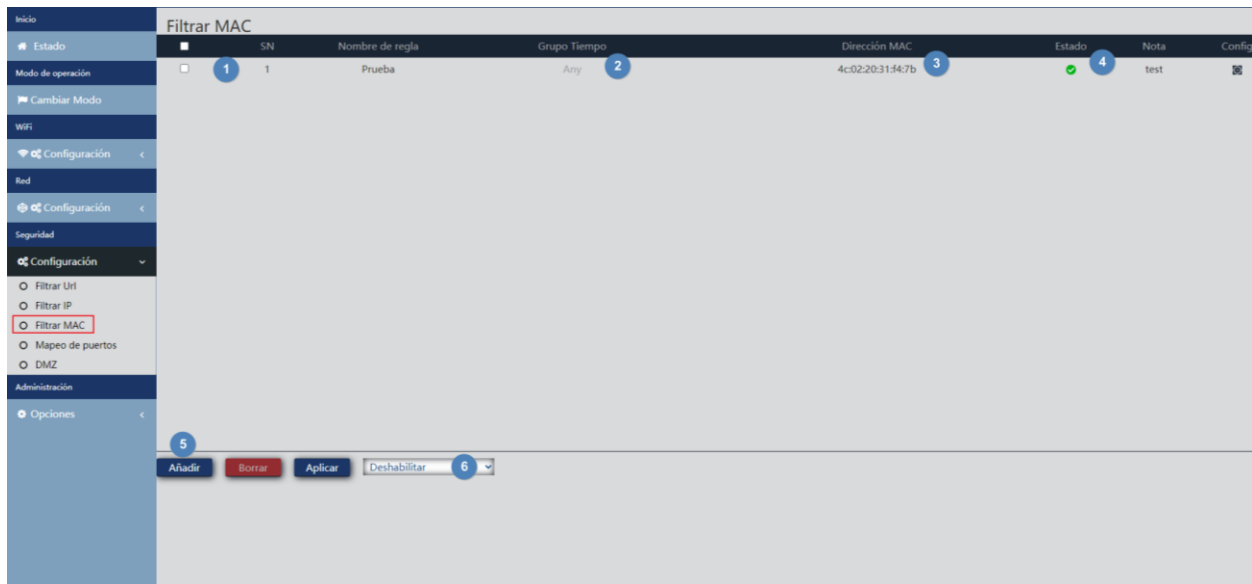 Inicio
Estado
Modo de operación
Cambiar Modo
WiFi
Configuración
Red
Configuración
Seguridad
Configuración
Filtrar Url
Filtrar IP
Filtrar MAC
Mapeo de puertos
DMZ
Administración
Opciones
Filtrar MAC
SN Nombre de regla Grupo Tiempo Dirección MAC Estado Nota Config
1 1 Prueba Any 2 4c:02:20:31:f4:7b 3 4 test
5
Añadir Borrar Aplicar Deshabilitar 6